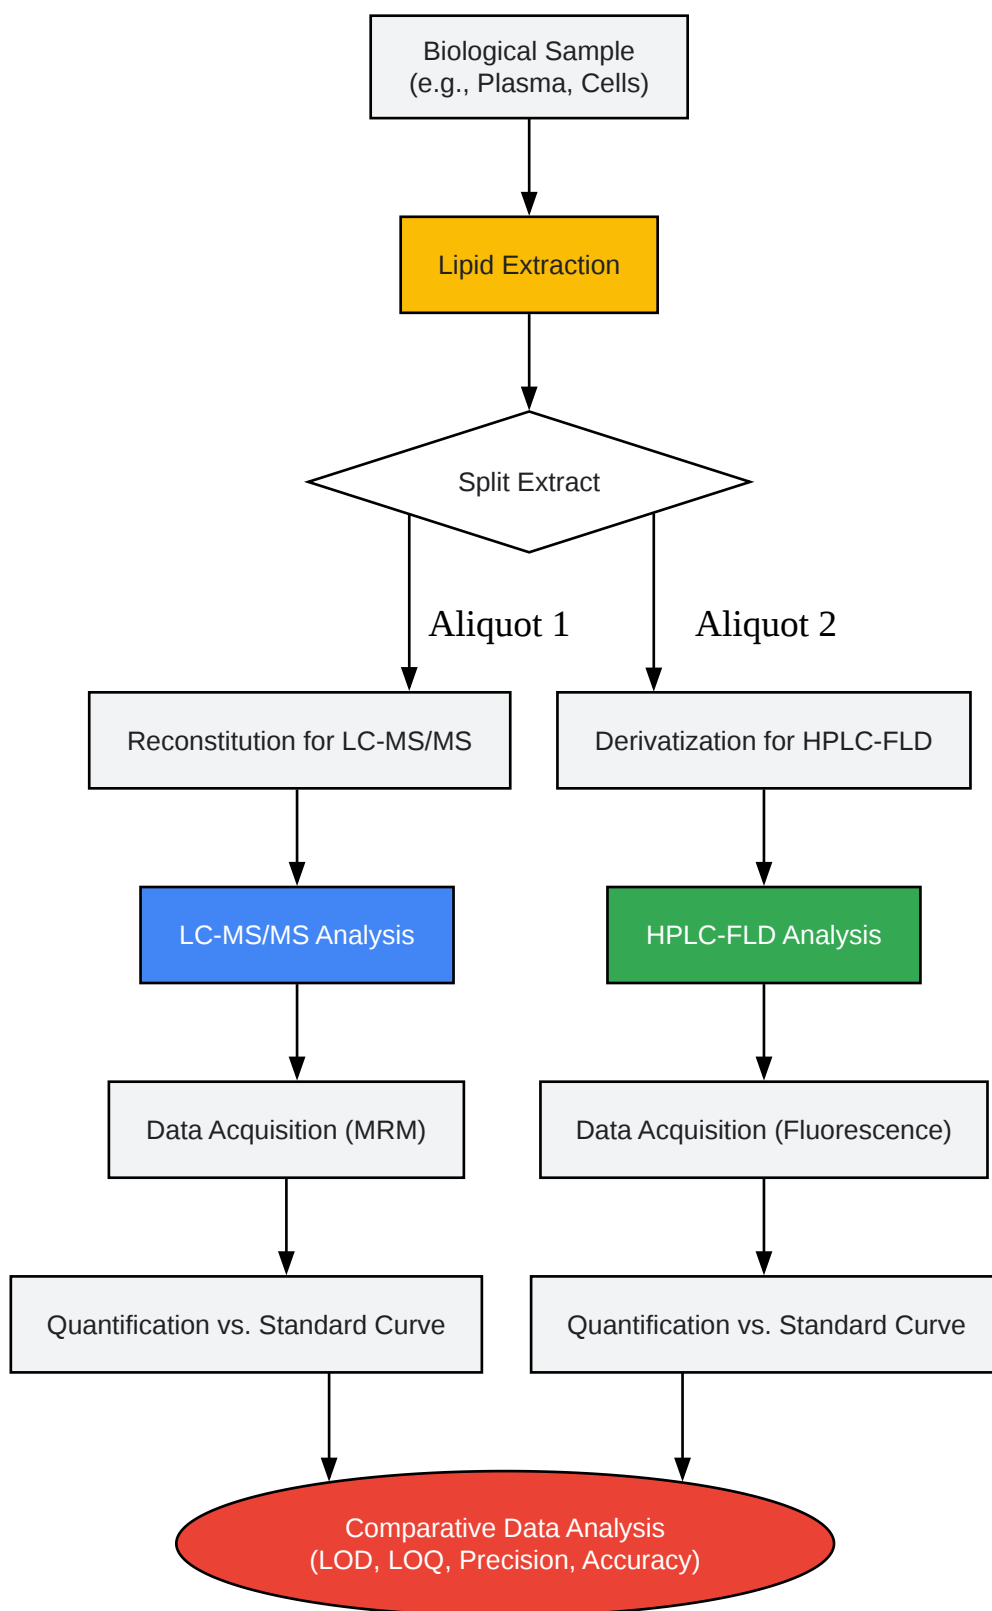 Biological Sample
(e.g., Plasma, Cells)
Lipid Extraction
Split Extract
Aliquot 1
Aliquot 2
Reconstitution for LC-MS/MS
Derivatization for HPLC-FLD
LC-MS/MS Analysis
HPLC-FLD Analysis
Data Acquisition (MRM)
Data Acquisition (Fluorescence)
Quantification vs. Standard Curve
Quantification vs. Standard Curve
Comparative Data Analysis
(LOD, LOQ, Precision, Accuracy)